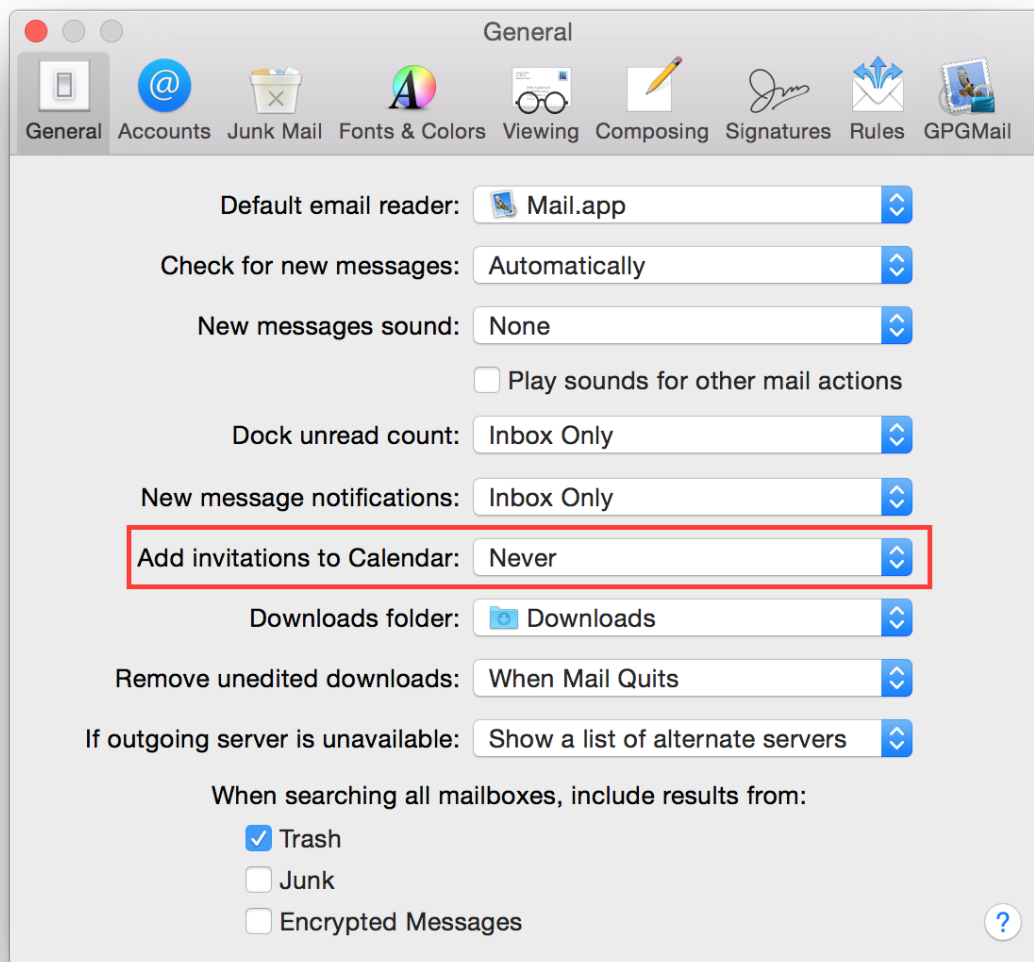 General
General Accounts Junk Mail Fonts & Colors Viewing Composing Signatures Rules GPGMail
Default email reader: Mail.app
Check for new messages: Automatically
New messages sound: None
Play sounds for other mail actions
Dock unread count: Inbox Only
New message notifications: Inbox Only
Add invitations to Calendar: Never
Downloads folder: Downloads
Remove unedited downloads: When Mail Quits
If outgoing server is unavailable: Show a list of alternate servers
When searching all mailboxes, include results from:
Trash
Junk
Encrypted Messages
?